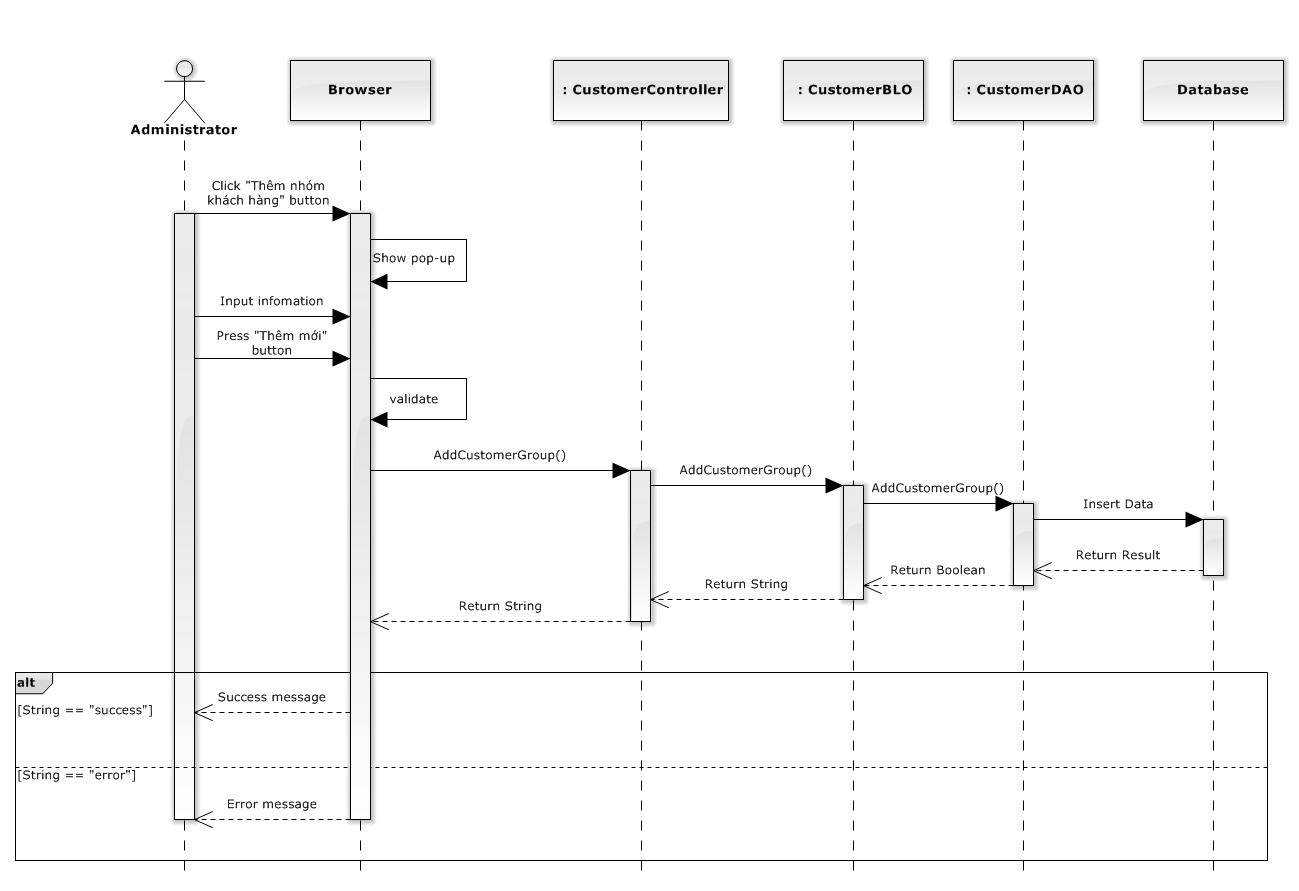 Browser
: CustomerController
: CustomerBLO
: CustomerDAO
Database
Administrator
Click "Thêm nhóm
khách hàng" button
Show pop-up
Input infomation
Press "Thêm mới"
button
validate
AddCustomerGroup()
AddCustomerGroup()
AddCustomerGroup()
Insert Data
Return Result
Return Boolean
Return String
Return String
alt
Success message
[String == "success"]
[String == "error"]
Error message